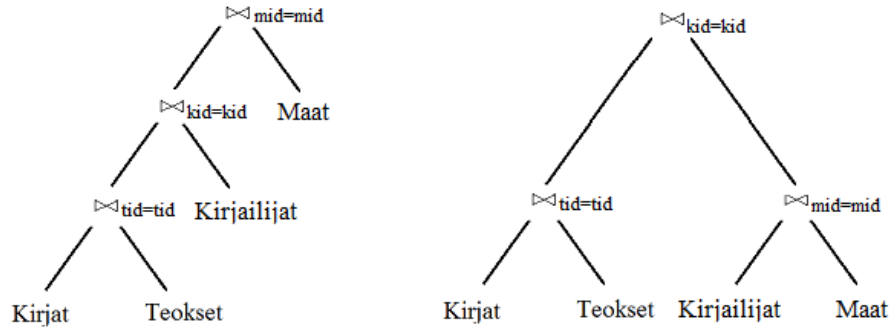 ⋈mid=mid
⋈kid=kid
Maat
⋈tid=tid
Kirjailijat
Kirjat
Teokset
⋈kid=kid
⋈tid=tid
⋈mid=mid
Kirjat
Teokset
Kirjailijat
Maat